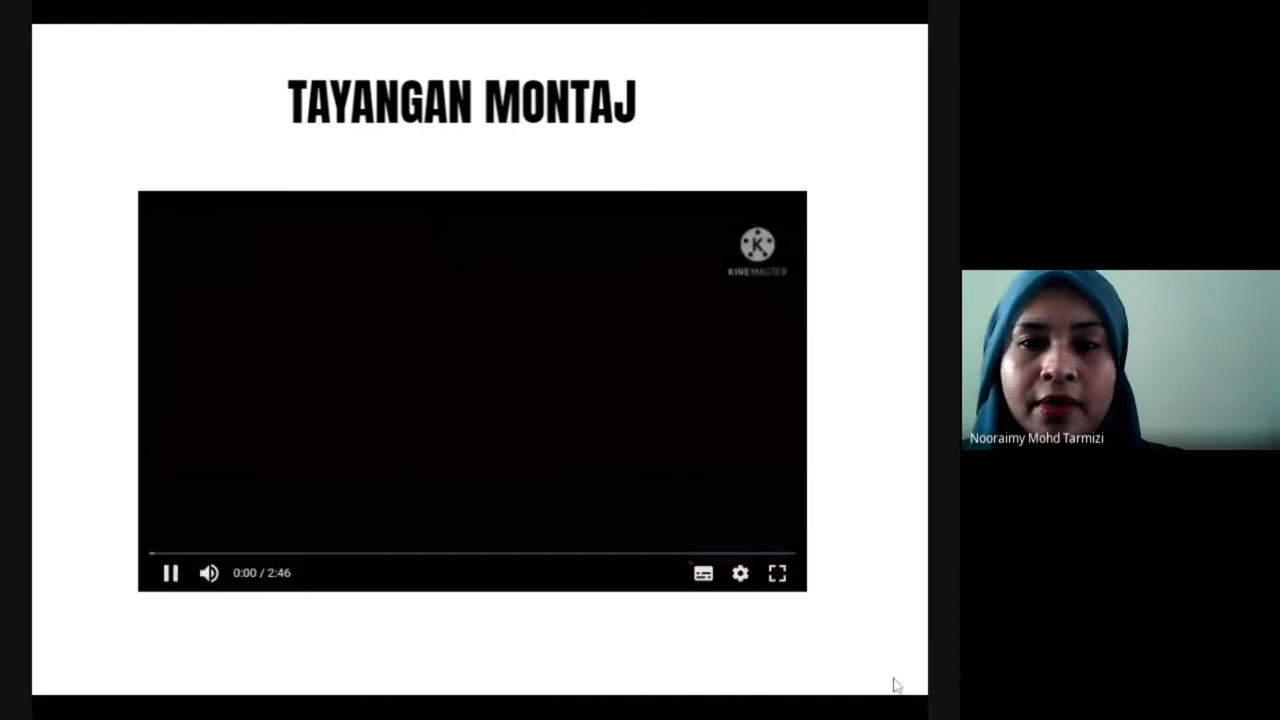 TAYANGAN MONTAJ
K
KINEMASTER
0:00 / 2:46
Nooraimy Mohd Tarmizi